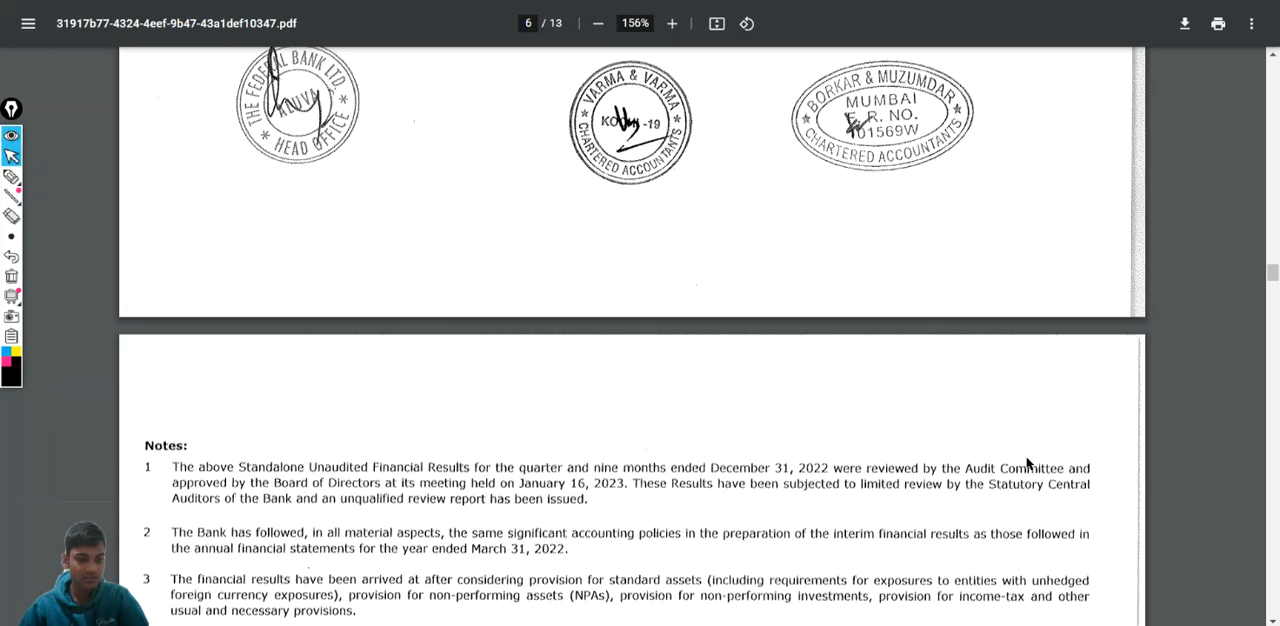 31917b77-4324-4eef-9b47-43a1def10347.pdf
6 / 13
156%
THE FEDERAL BANK LTD.
HEAD OFFICE
VARMA & VARMA
-19
CHARTERED ACCOUNTANTS
BORKAR & MUZUMDAR
MUMBAI
R. NO.
101569W
CHARTERED ACCOUNTANTS
Notes:
1 The above Standalone Unaudited Financial Results for the quarter and nine months ended December 31, 2022 were reviewed by the Audit Committee and
approved by the Board of Directors at its meeting held on January 16, 2023. These Results have been subjected to limited review by the Statutory Central
Auditors of the Bank and an unqualified review report has been issued.
2 The Bank has followed, in all material aspects, the same significant accounting policies in the preparation of the interim financial results as those followed in
the annual financial statements for the year ended March 31, 2022.
3 The financial results have been arrived at after considering provision for standard assets (including requirements for exposures to entities with unhedged
foreign currency exposures), provision for non-performing assets (NPAs), provision for non-performing investments, provision for income-tax and other
usual and necessary provisions.